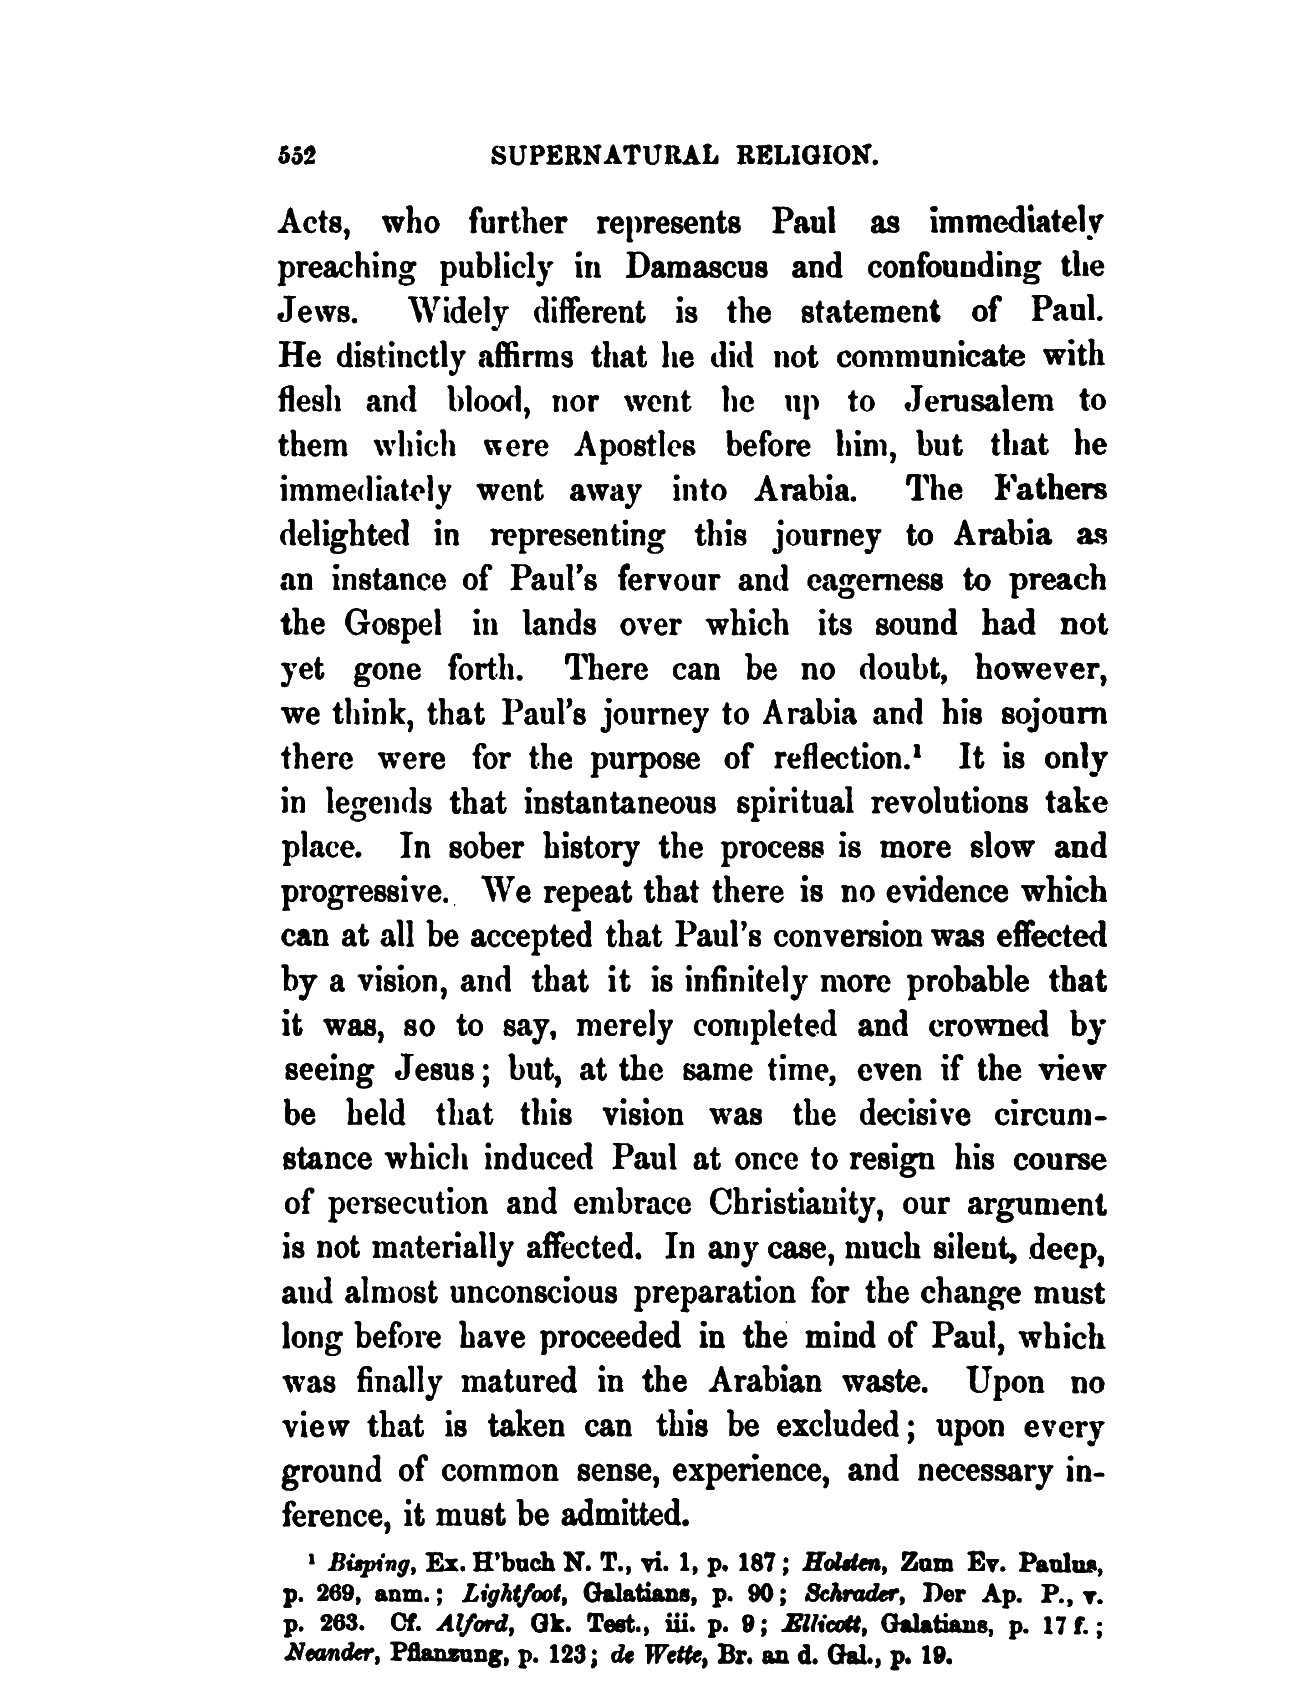 552 SUPERNATURAL RELIGION.
Acts, who further represents Paul as immediately
preaching publicly in Damascus and confounding the
Jews. Widely different is the statement of Paul.
He distinctly affirms that he did not communicate with
flesh and blood, nor went he up to Jerusalem to
them which were Apostles before him, but that he
immediately went away into Arabia. The Fathers
delighted in representing this journey to Arabia as
an instance of Paul's fervour and eagerness to preach
the Gospel in lands over which its sound had not
yet gone forth. There can be no doubt, however,
we think, that Paul's journey to Arabia and his sojourn
there were for the purpose of reflection.¹ It is only
in legends that instantaneous spiritual revolutions take
place. In sober history the process is more slow and
progressive. We repeat that there is no evidence which
can at all be accepted that Paul's conversion was effected
by a vision, and that it is infinitely more probable that
it was, so to say, merely completed and crowned by
seeing Jesus; but, at the same time, even if the view
be held that this vision was the decisive circum-
stance which induced Paul at once to resign his course
of persecution and embrace Christianity, our argument
is not materially affected. In any case, much silent, deep,
and almost unconscious preparation for the change must
long before have proceeded in the mind of Paul, which
was finally matured in the Arabian waste. Upon no
view that is taken can this be excluded; upon every
ground of common sense, experience, and necessary in-
ference, it must be admitted.
¹ Bisping, Ex. H'buch N. T., vi. 1, p. 187; Holsten, Zum Ev. Paulus,
p. 269, anm.; Lightfoot, Galatians, p. 90; Schrader, Der Ap. P., v.
p. 263. Cf. Alford, Gk. Test., iii. p. 9; Ellicott, Galatians, p. 17 f.;
Neander, Pflanzung, p. 123; de Wette, Br. an d. Gal., p. 19.